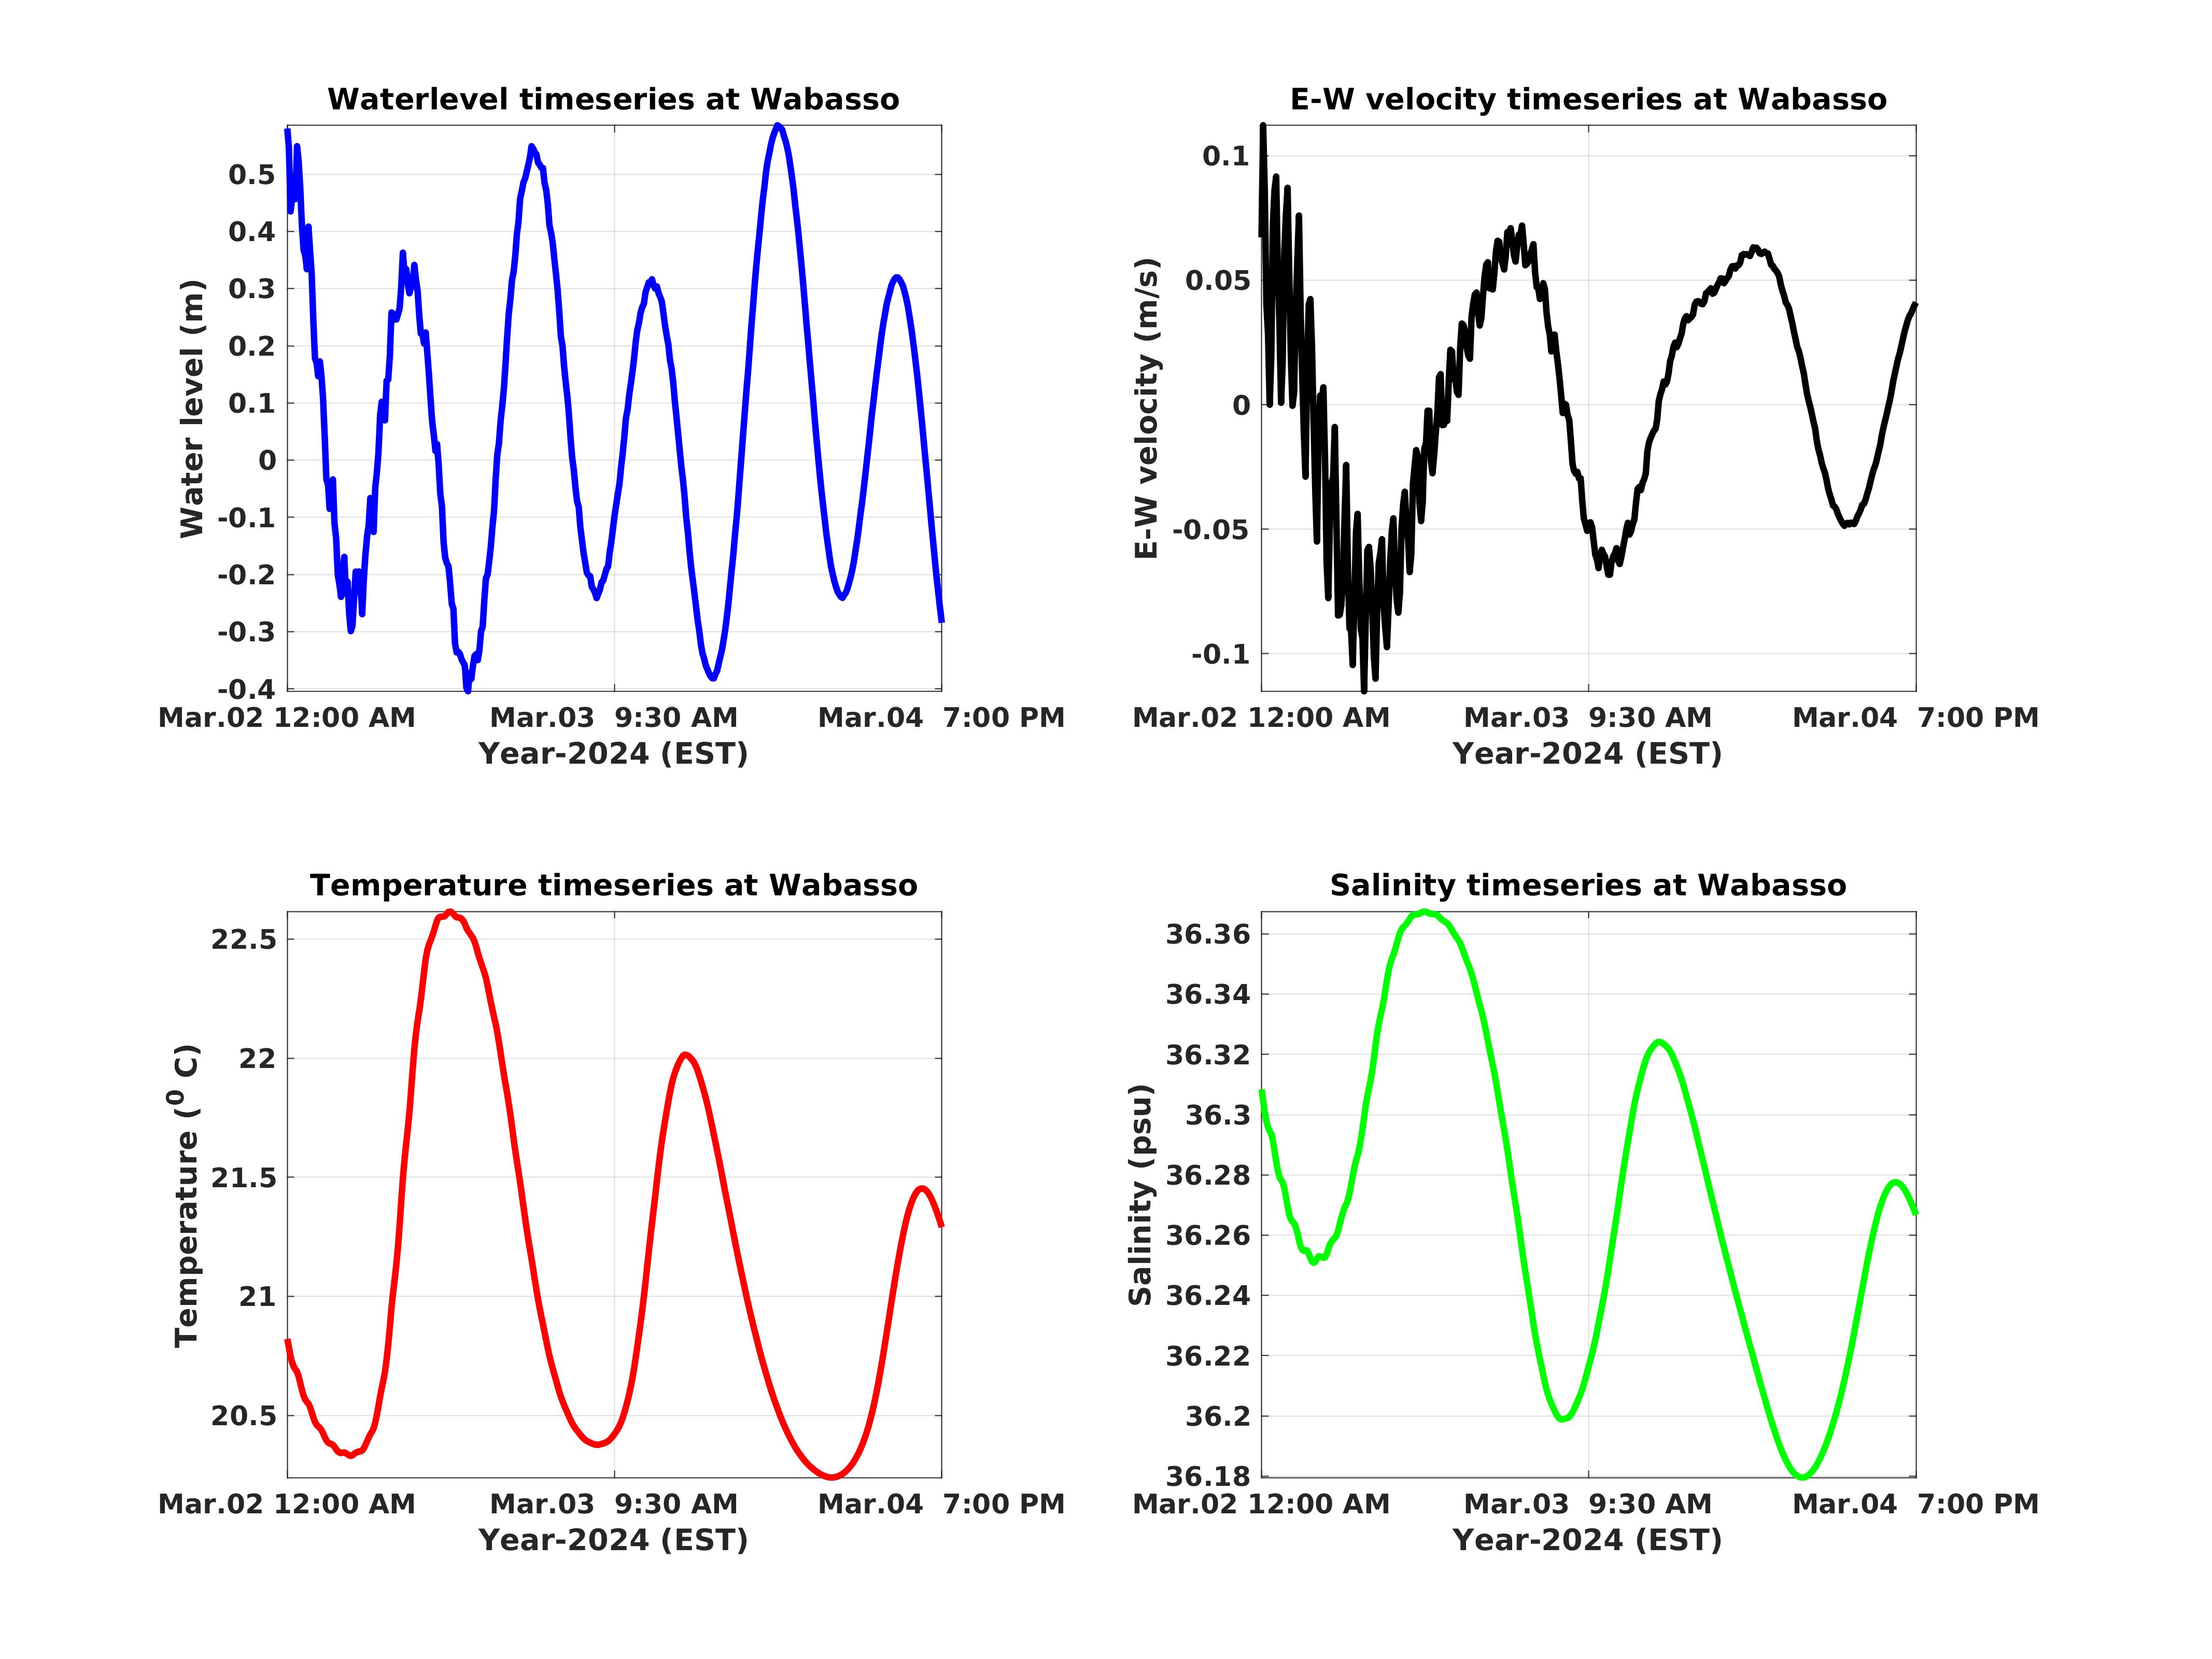 Waterlevel timeseries at Wabasso
Water level (m)
0.5
0.4
0.3
0.2
0.1
0
-0.1
-0.2
-0.3
-0.4
Mar.02 12:00 AM Mar.03 9:30 AM Mar.04 7:00 PM
Year-2024 (EST)
E-W velocity timeseries at Wabasso
E-W velocity (m/s)
0.1
0.05
0
-0.05
-0.1
Mar.02 12:00 AM Mar.03 9:30 AM Mar.04 7:00 PM
Year-2024 (EST)
Temperature timeseries at Wabasso
Temperature (⁰ C)
22.5
22
21.5
21
20.5
Mar.02 12:00 AM Mar.03 9:30 AM Mar.04 7:00 PM
Year-2024 (EST)
Salinity timeseries at Wabasso
Salinity (psu)
36.36
36.34
36.32
36.3
36.28
36.26
36.24
36.22
36.2
36.18
Mar.02 12:00 AM Mar.03 9:30 AM Mar.04 7:00 PM
Year-2024 (EST)